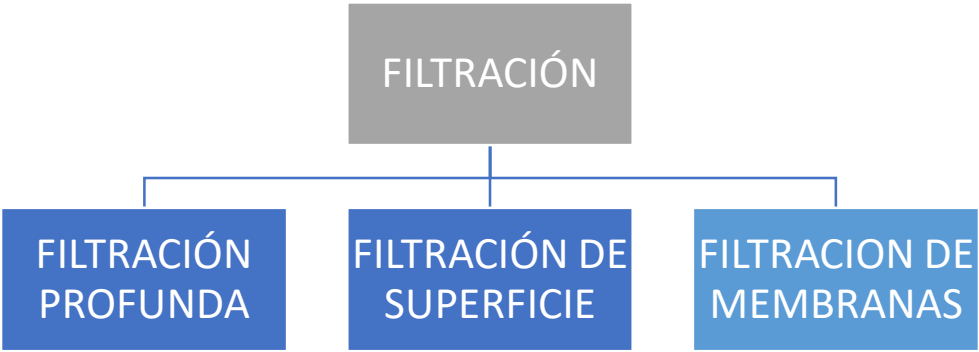 FILTRACIÓN
FILTRACIÓN
PROFUNDA
FILTRACIÓN DE
SUPERFICIE
FILTRACION DE
MEMBRANAS